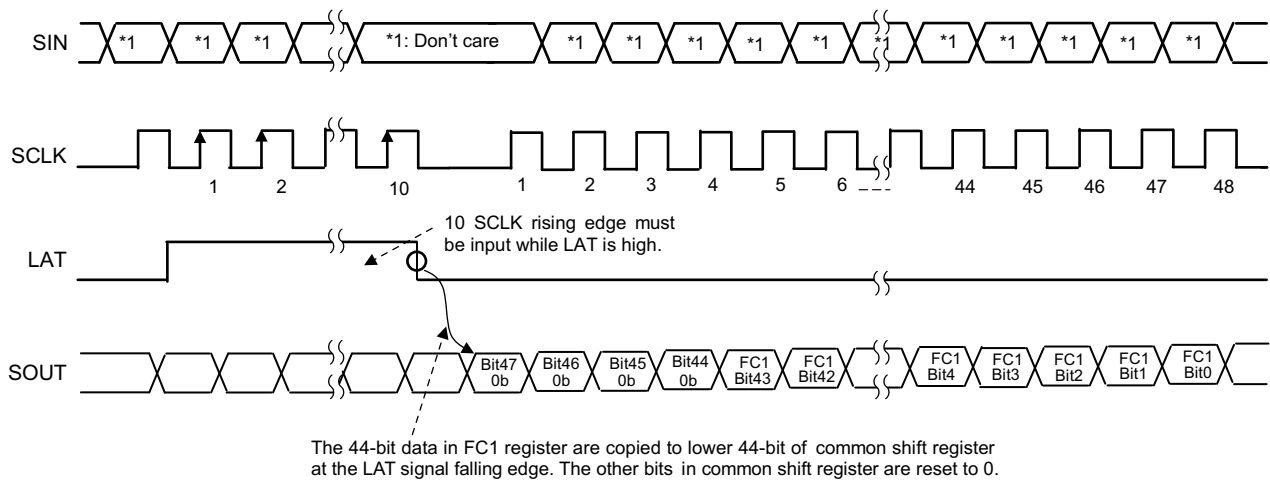 SIN *1 *1 *1 *1: Don't care *1 *1 *1 *1 *1 *1 *1 *1 *1 *1 *1
SCLK
1 2 10 1 2 3 4 5 6 44 45 46 47 48
10 SCLK rising edge must
be input while LAT is high.
LAT
SOUT
Bit47 Bit46 Bit45 Bit44 FC1 FC1 FC1 FC1 FC1 FC1 FC1
0b 0b 0b 0b Bit43 Bit42 Bit4 Bit3 Bit2 Bit1 Bit0
The 44-bit data in FC1 register are copied to lower 44-bit of common shift register
at the LAT signal falling edge. The other bits in common shift register are reset to 0.